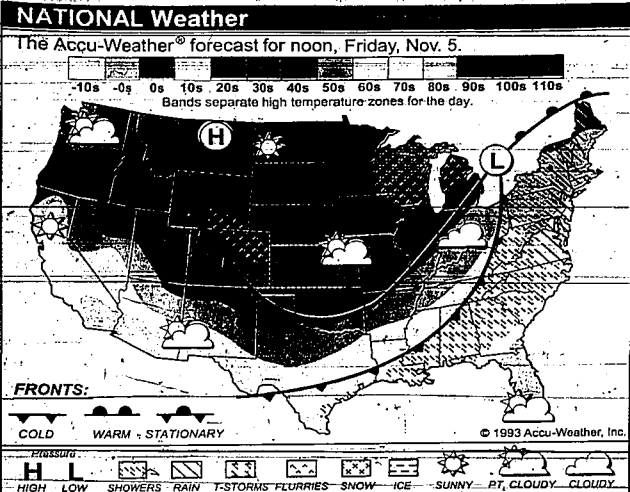 NATIONAL Weather
The Accu-Weather® forecast for noon, Friday, Nov. 5.
-10s -0s 0s 10s 20s 30s 40s 50s 60s 70s 80s 90s 100s 110s
Bands separate high temperature zones for the day.
H
L
FRONTS:
COLD WARM STATIONARY
© 1993 Accu-Weather, Inc.
Pressure
H L
HIGH LOW SHOWERS RAIN T-STORMS FLURRIES SNOW ICE SUNNY PT. CLOUDY CLOUDY